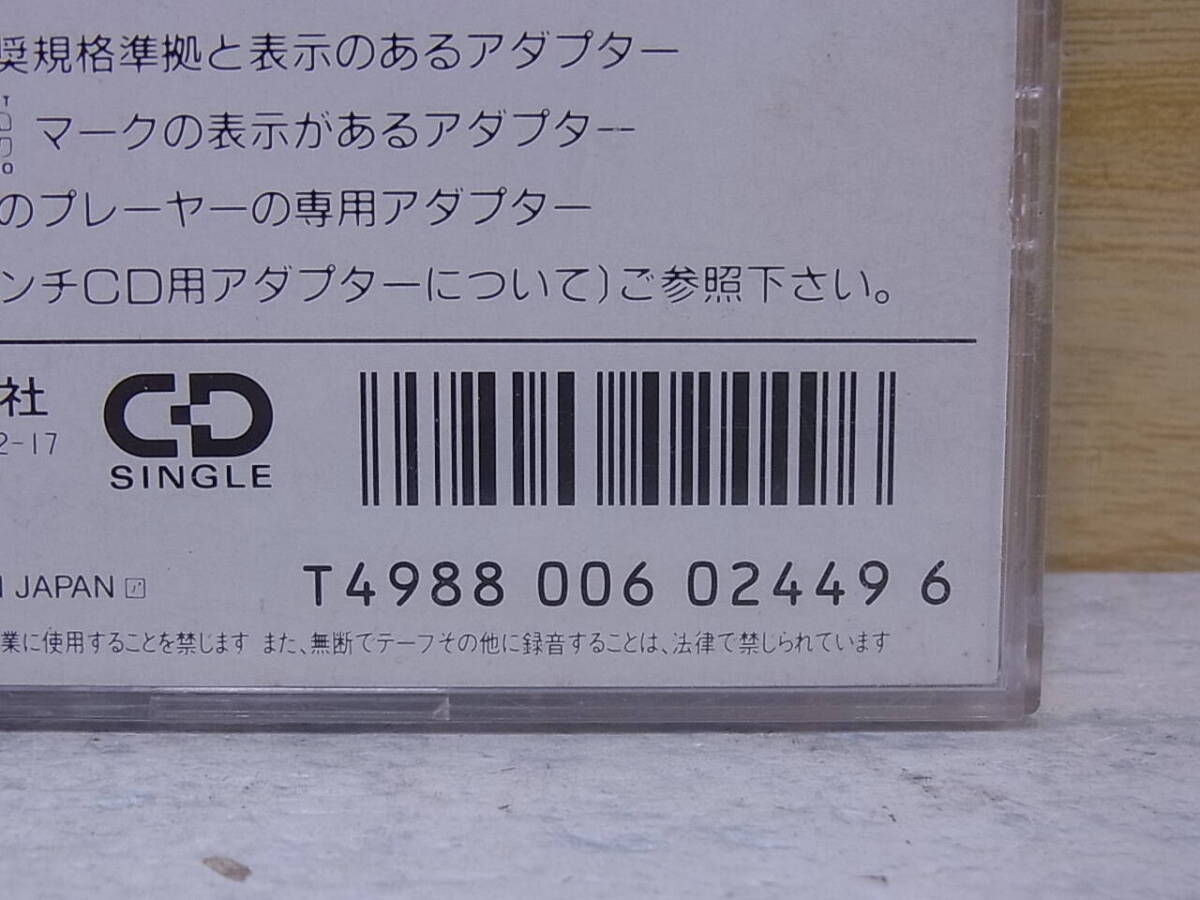 奨規格準拠と表示のあるアダプター
マークの表示があるアダプター
のプレーヤーの専用アダプター
ンチCD用アダプターについて)ご参照下さい。
社
2-17
CD
SINGLE
JAPAN
T4988 006 02449 6
業に使用することを禁じます また、無断でテープその他に録音することは、法律で禁じられています